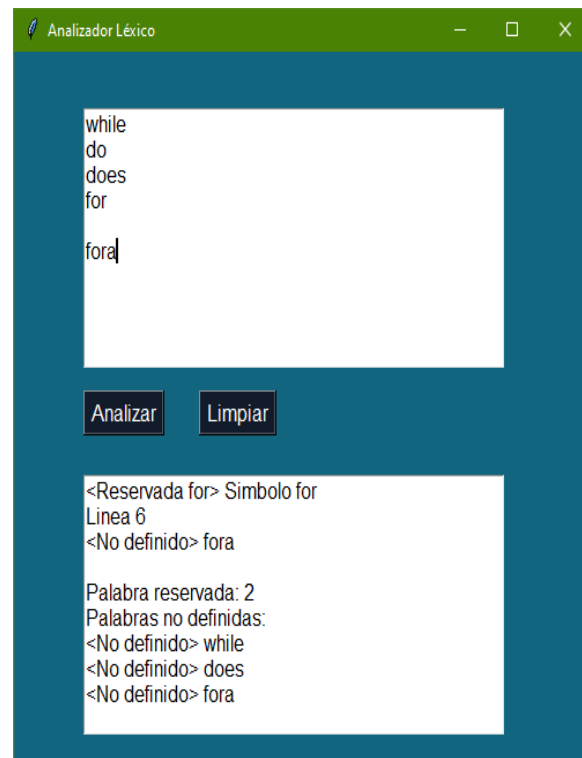 Analizador Léxico
while
do
does
for
fora
Analizar Limpiar
<Reservada for> Simbolo for
Linea 6
<No definido> fora
Palabra reservada: 2
Palabras no definidas:
<No definido> while
<No definido> does
<No definido> fora